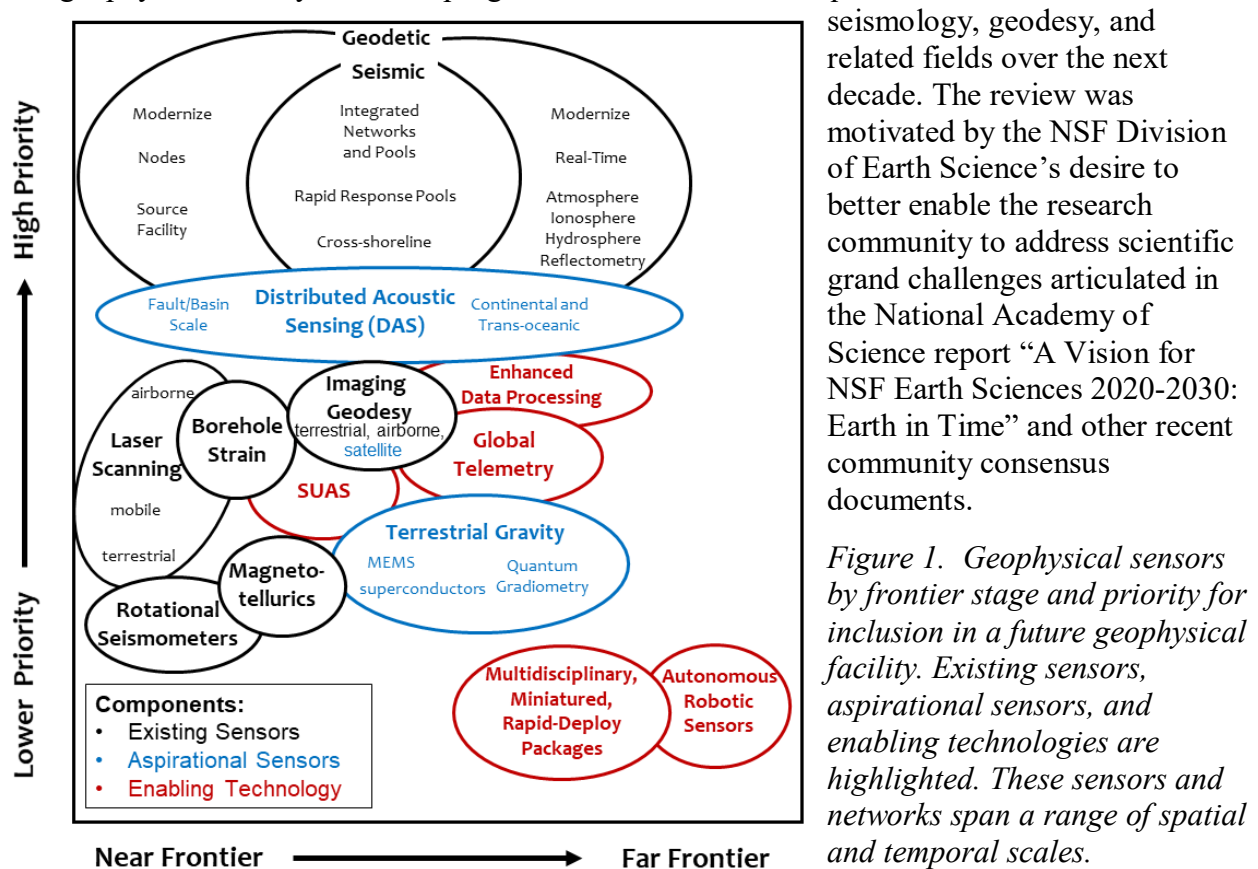 seismology, geodesy, and
related fields over the next
decade. The review was
motivated by the NSF Division
of Earth Science’s desire to
better enable the research
community to address scientific
grand challenges articulated in
the National Academy of
Science report “A Vision for
NSF Earth Sciences 2020-2030:
Earth in Time” and other recent
community consensus
documents.
Geodetic
Seismic
Modernize
Nodes
Source
Facility
Integrated
Networks
and Pools
Rapid Response Pools
Cross-shoreline
Modernize
Real-Time
Atmosphere
Ionosphere
Hydrosphere
Reflectometry
Fault/Basin
Scale
Distributed Acoustic
Sensing (DAS)
Continental and
Trans-oceanic
airborne
Laser
Scanning
mobile
terrestrial
Borehole
Strain
Imaging
Geodesy
terrestrial, airborne,
satellite
Enhanced
Data Processing
Global
Telemetry
SUAS
Terrestrial Gravity
MEMS
superconductors
Quantum
Gradiometry
Magneto-
tellurics
Rotational
Seismometers
Multidisciplinary,
Miniatured,
Rapid-Deploy
Packages
Autonomous
Robotic
Sensors
Components:
• Existing Sensors
• Aspirational Sensors
• Enabling Technology
High Priority
Lower Priority
Near Frontier
Far Frontier
Figure 1. Geophysical sensors
by frontier stage and priority for
inclusion in a future geophysical
facility. Existing sensors,
aspirational sensors, and
enabling technologies are
highlighted. These sensors and
networks span a range of spatial
and temporal scales.